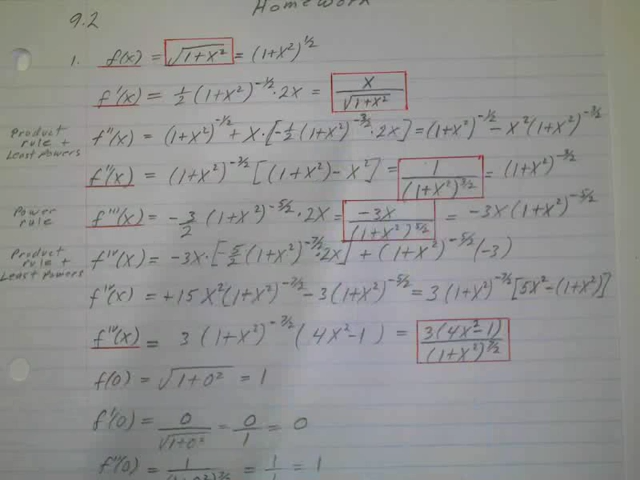 Homework
9.2
1. f(x) = √(1+x²) = (1+x²)^½
f'(x) = ½ (1+x²)^-½ · 2x = x/√(1+x²)
Product rule + Least Powers f''(x) = (1+x²)^-½ + x·[-½(1+x²)^-3/2 · 2x] = (1+x²)^-½ - x²(1+x²)^-3/2
f''(x) = (1+x²)^-3/2 [(1+x²) - x²] = 1/(1+x²)^3/2 = (1+x²)^-3/2
Power rule f'''(x) = -3/2 (1+x²)^-5/2 · 2x = -3x/(1+x²)^5/2 = -3x(1+x²)^-5/2
Product rule + Least Powers f^IV(x) = -3x·[5/2(1+x²)^-7/2 · 2x] + (1+x²)^-5/2 (-3)
f^IV(x) = +15x²(1+x²)^-7/2 - 3(1+x²)^-5/2 = 3(1+x²)^-7/2 [5x²-(1+x²)]
f^IV(x) = 3(1+x²)^-7/2 (4x²-1) = 3(4x²-1)/(1+x²)^7/2
f(0) = √(1+0²) = 1
f'(0) = 0/√(1+0²) = 0/1 = 0
f''(0) = 1/(1+0²)^3/2 = 1/1 = 1